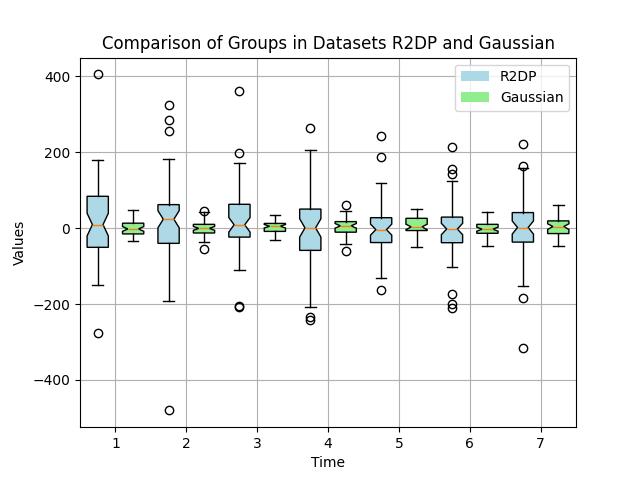 Comparison of Groups in Datasets R2DP and Gaussian
R2DP
Gaussian
Values
400
200
0
−200
−400
1 2 3 4 5 6 7
Time